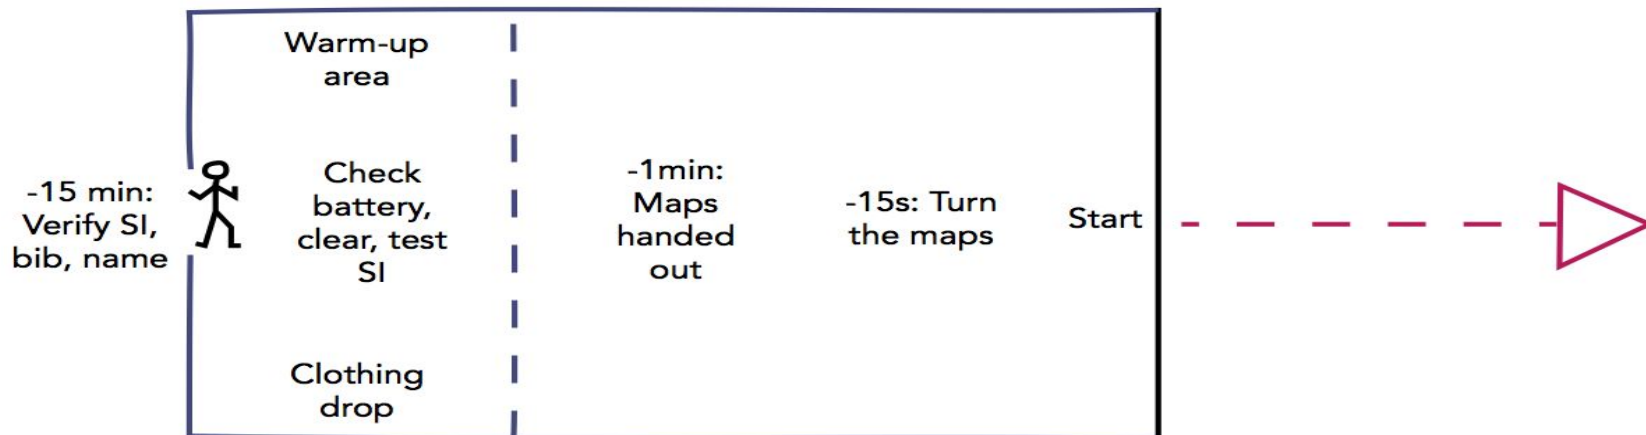 -15 min:
Verify SI,
bib, name
Warm-up
area
Check
battery,
clear, test
SI
Clothing
drop
-1min:
Maps
handed
out
-15s: Turn
the maps
Start